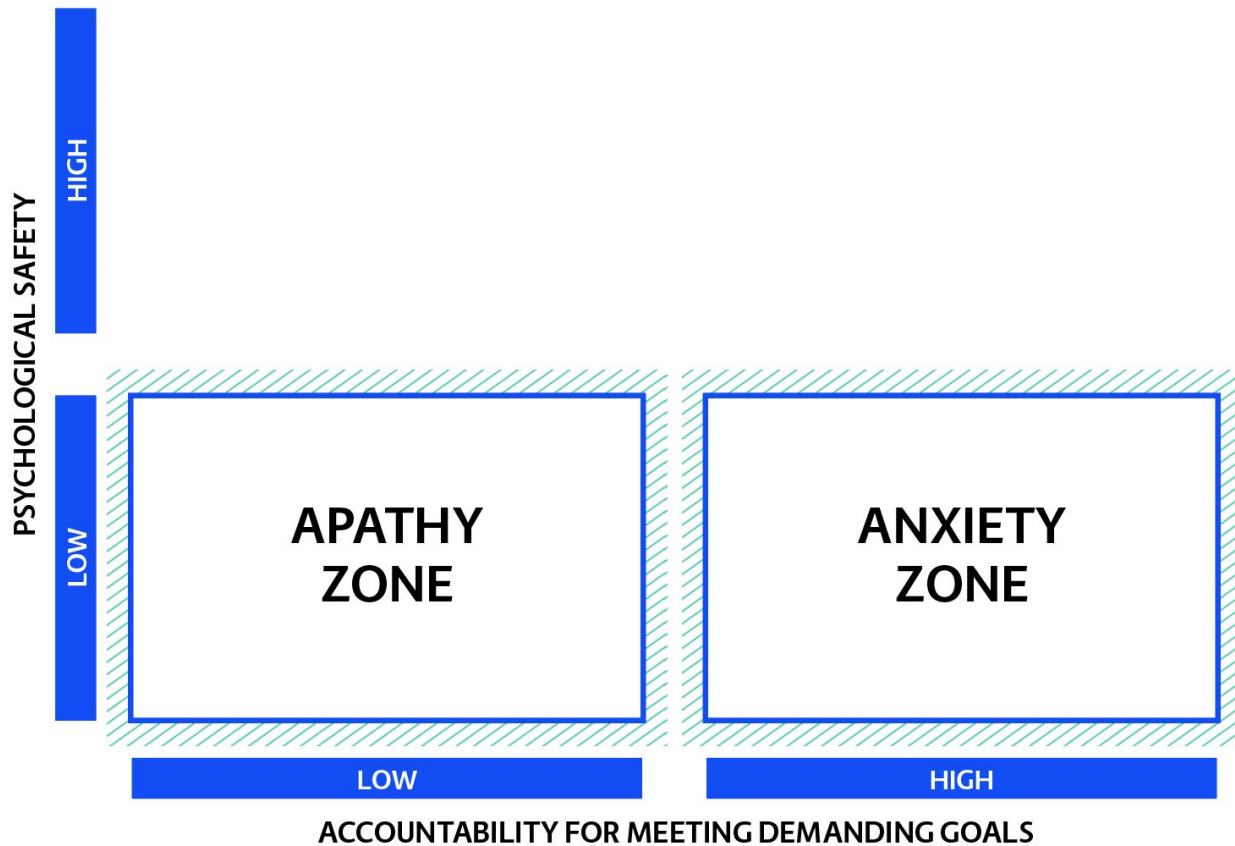 PSYCHOLOGICAL SAFETY
HIGH
LOW
APATHY
ZONE
ANXIETY
ZONE
LOW
HIGH
ACCOUNTABILITY FOR MEETING DEMANDING GOALS